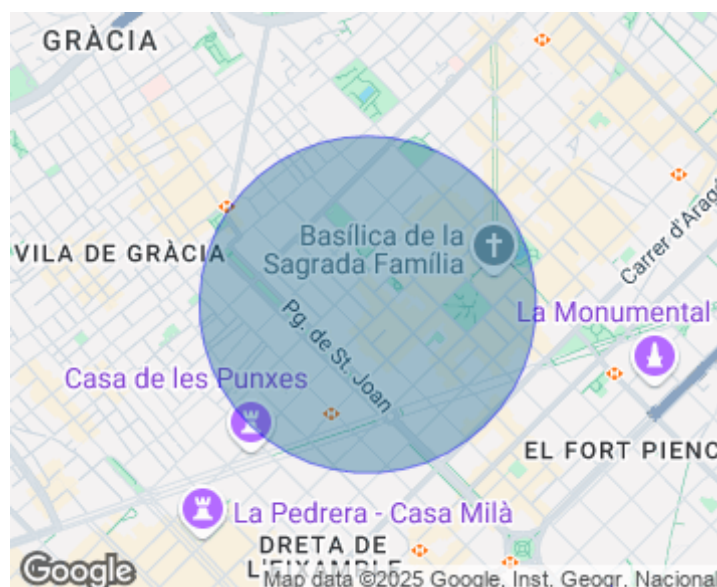 GRÀCIA
Basílica de la
Sagrada Família
VILA DE GRÀCIA
Carrer d'Aragó
La Monumental
Pg. de St. Joan
Casa de les Punxes
EL FORT PIENC
La Pedrera - Casa Milà
DRETA DE
L'EIXAMPLE
Google
Map data ©2025 Google, Inst. Geogr. Nacional